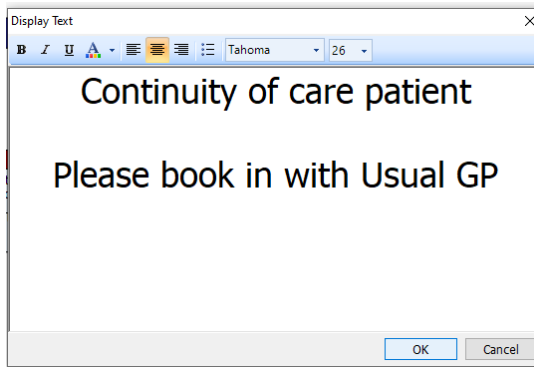 Display Text
B I U A Tahoma 26
Continuity of care patient
Please book in with Usual GP
OK Cancel